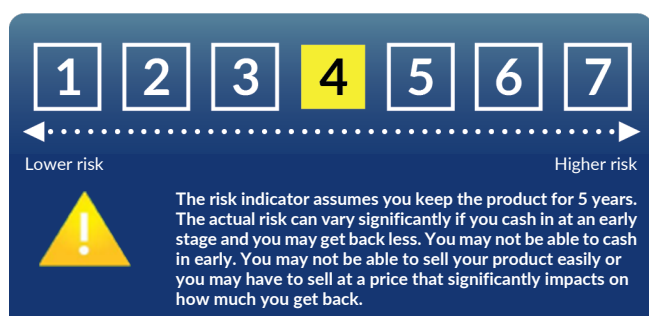 1 2 3 4 5 6 7
Lower risk Higher risk
The risk indicator assumes you keep the product for 5 years.
The actual risk can vary significantly if you cash in at an early
stage and you may get back less. You may not be able to cash
in early. You may not be able to sell your product easily or
you may have to sell at a price that significantly impacts on
how much you get back.